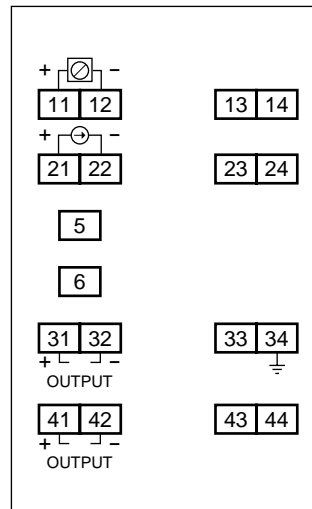 + −
11 12 13 14
+ −
21 22 23 24
5
6
31 32 33 34
+ −
OUTPUT
41 42 43 44
+ −
OUTPUT